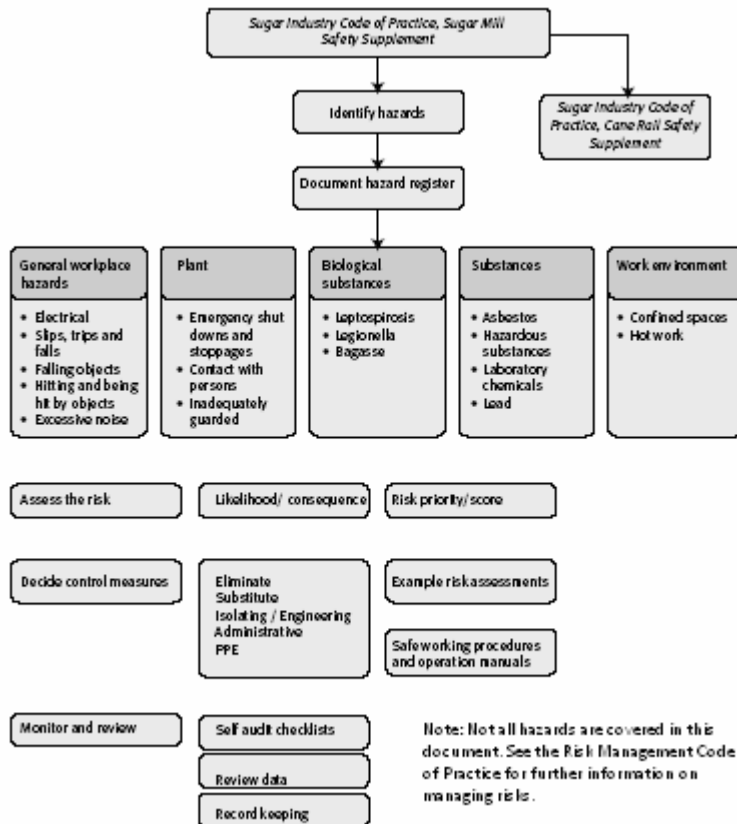 Sugar Industry Code of Practice, Sugar Mill
Safety Supplement
Identify hazards
Sugar Industry Code of
Practice, Cane Rail Safety
Supplement
Document hazard register
General workplace
hazards
• Electrical
• Slips, trips and
falls
• Falling objects
• Hitting and being
hit by objects
• Excessive noise
Plant
• Emergency shut
downs and
stoppages
• Contact with
persons
• Inadequately
guarded
Biological
substances
• Leptospirosis
• Legionella
• Bagasse
Substances
• Asbestos
• Hazardous
substances
• Laboratory
chemicals
• Lead
Work environment
• Confined spaces
• Hot work
Assess the risk
Likelihood/ consequence
Risk priority/score
Decide control measures
Eliminate
Substitute
Isolating / Engineering
Administrative
PPE
Example risk assessments
Safe working procedures
and operation manuals
Monitor and review
Self audit checklists
Review data
Record keeping
Note: Not all hazards are covered in this
document. See the Risk Management Code
of Practice for further information on
managing risks.